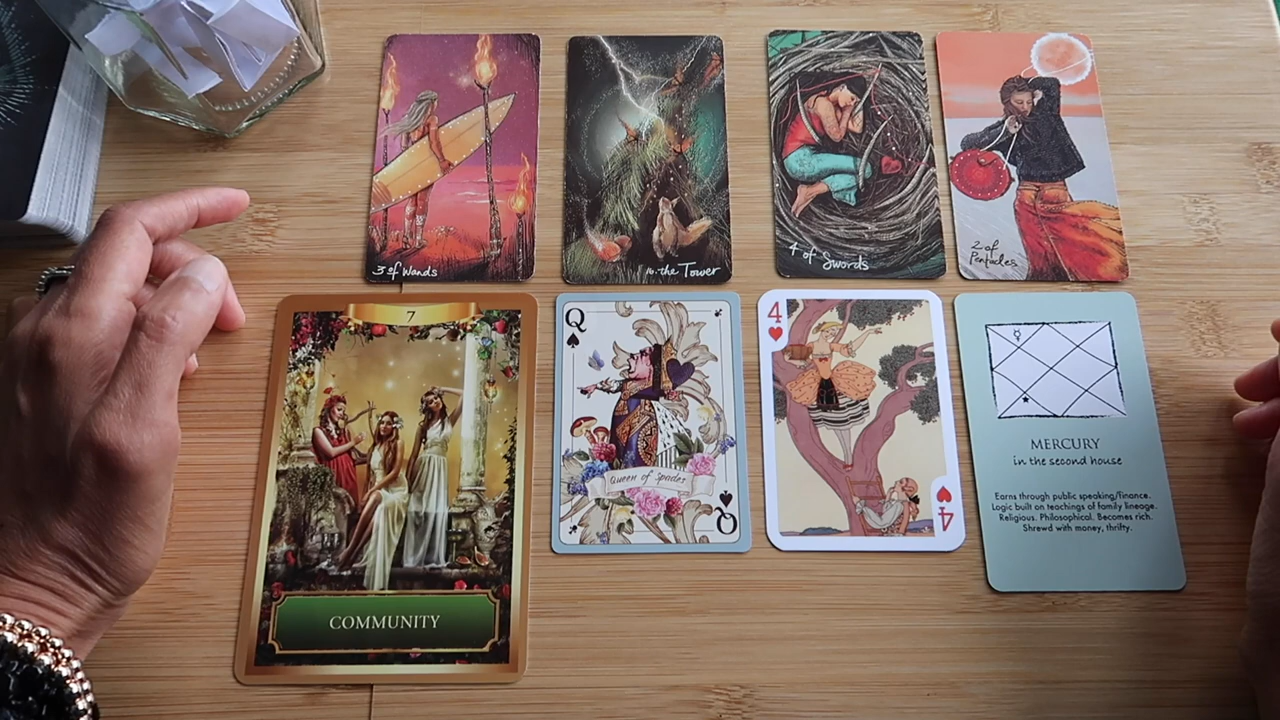 3 of Wands
16. the Tower
4 of Swords
2 of
Pentacles
7
COMMUNITY
Q
Queen of Spades
Q
4
4
MERCURY
in the second house
Earns through public speaking/finance.
Logic built on teachings of family lineage.
Religious. Philosophical. Becomes rich.
Shrewd with money, thrifty.